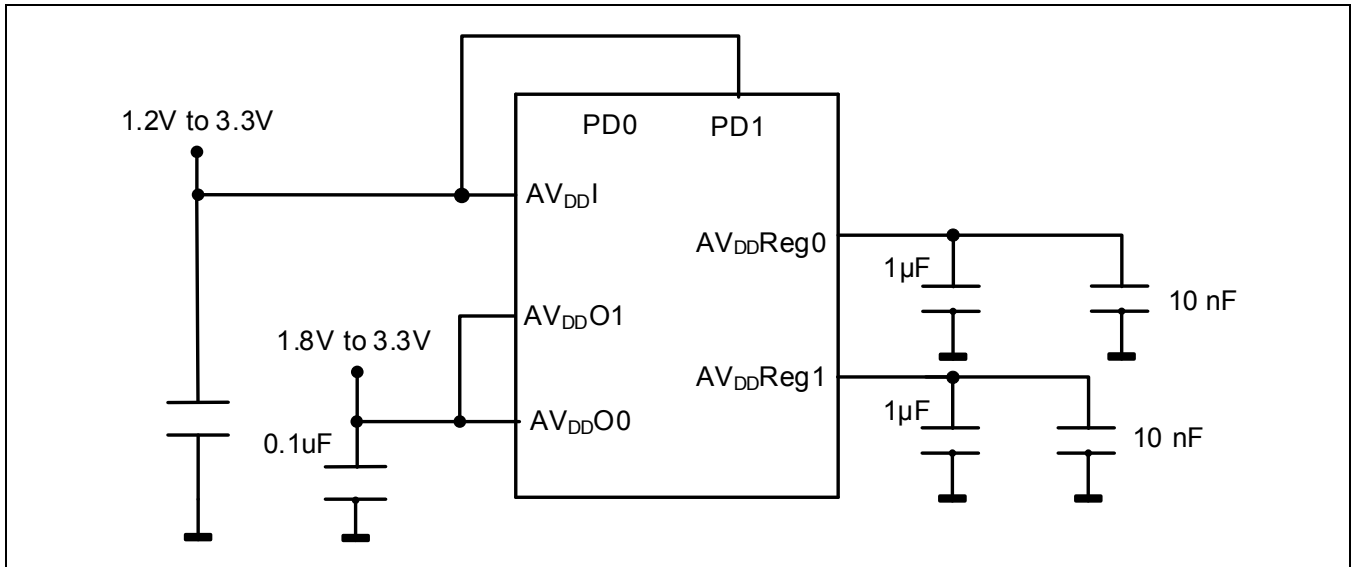 1.2V to 3.3V
PD0 PD1
AVDDI
AVDDReg0
1µF
10 nF
AVDDO1
1.8V to 3.3V
AVDDReg1
1µF
AVDDO0
0.1uF
10 nF